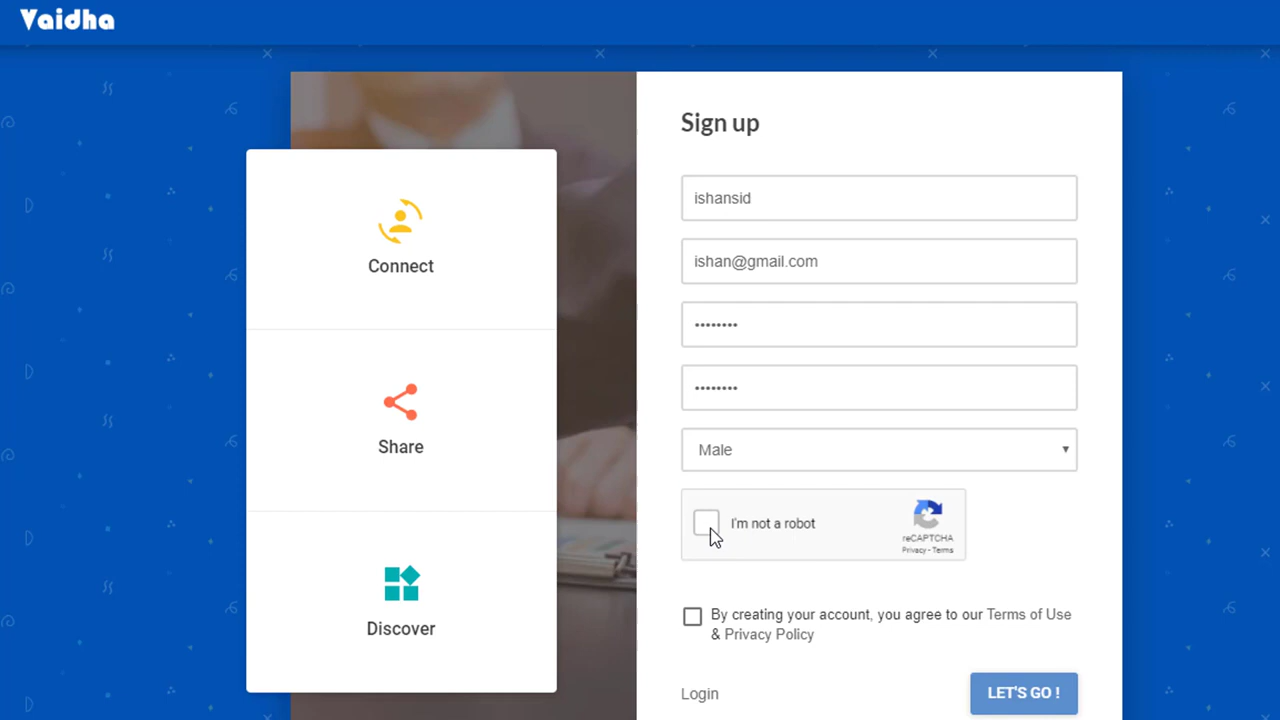 Vaidha
Connect
Share
Discover
Sign up
ishansid
ishan@gmail.com
••••••••
••••••••
Male
I'm not a robot
reCAPTCHA
Privacy - Terms
By creating your account, you agree to our Terms of Use
& Privacy Policy
Login
LET'S GO !